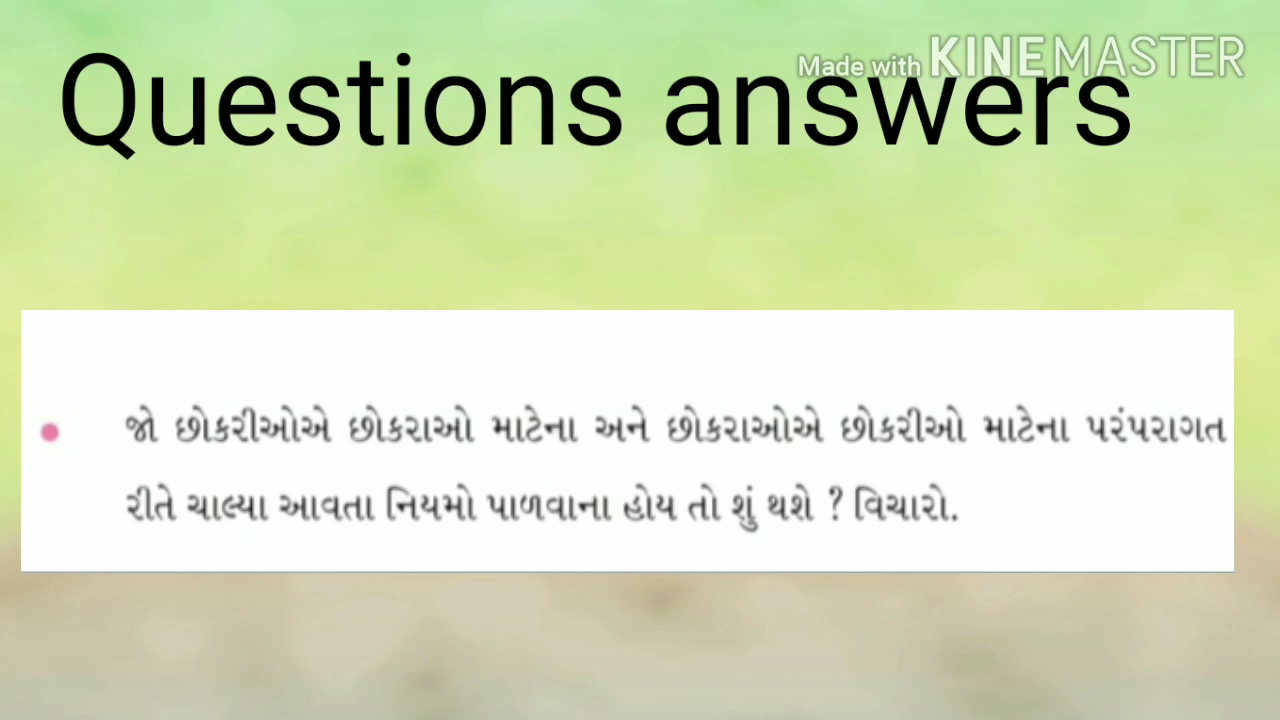 Made with KINEMASTER
Questions answers
• જો છોકરીઓએ છોકરાઓ માટેના અને છોકરાઓએ છોકરીઓ માટેના પરંપરાગત
રીતે ચાલ્યા આવતા નિયમો પાળવાના હોય તો શું થશે ? વિચારો.